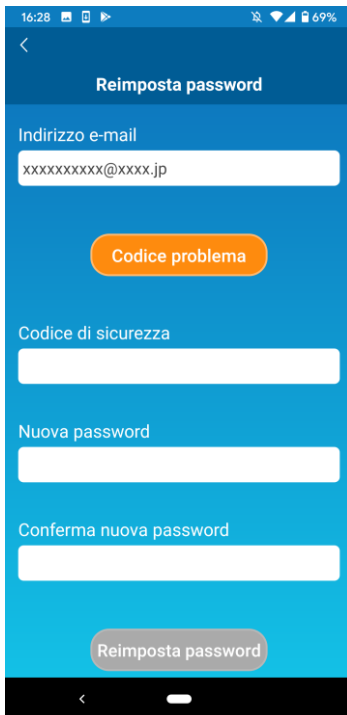 16:28
69%
Reimposta password
Indirizzo e-mail
xxxxxxxxxx@xxxx.jp
Codice problema
Codice di sicurezza
Nuova password
Conferma nuova password
Reimposta password